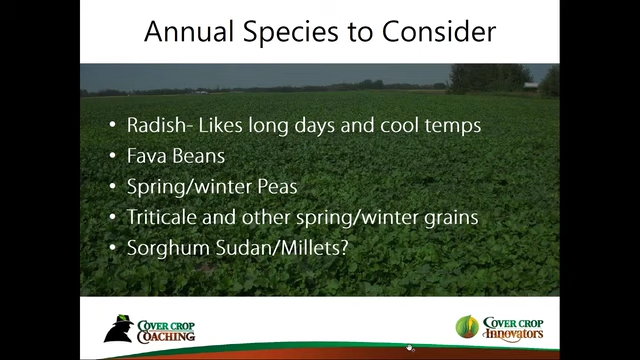 Annual Species to Consider
• Radish- Likes long days and cool temps
• Fava Beans
• Spring/winter Peas
• Triticale and other spring/winter grains
• Sorghum Sudan/Millets?
COVER CROP
COACHING
COVER CROP
Innovators